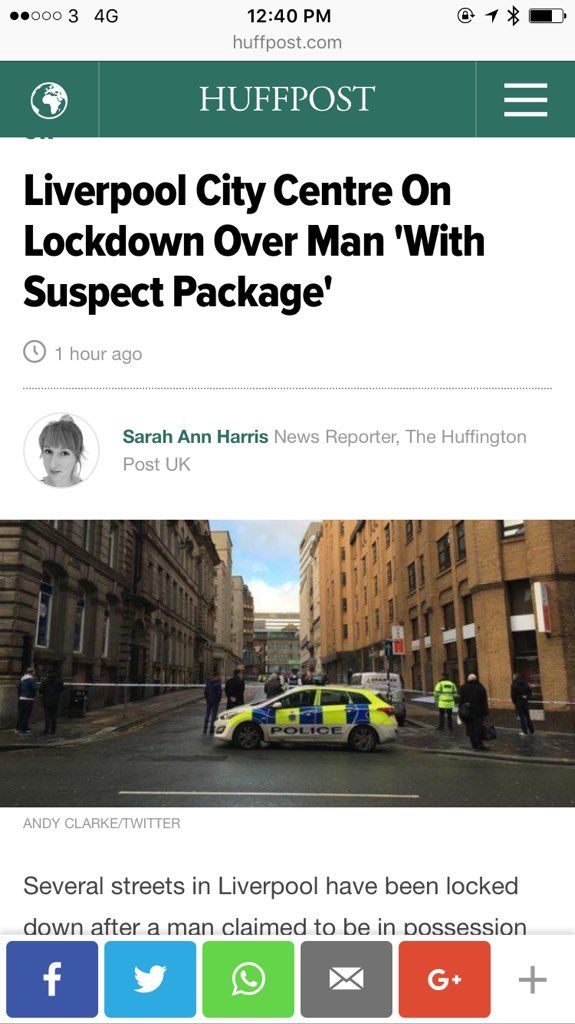 3 4G 12:40 PM
huffpost.com
HUFFPOST
Liverpool City Centre On
Lockdown Over Man 'With
Suspect Package'
1 hour ago
Sarah Ann Harris News Reporter, The Huffington
Post UK
POLICE
ANDY CLARKE/TWITTER
Several streets in Liverpool have been locked
down after a man claimed to be in possession
f
G+
+